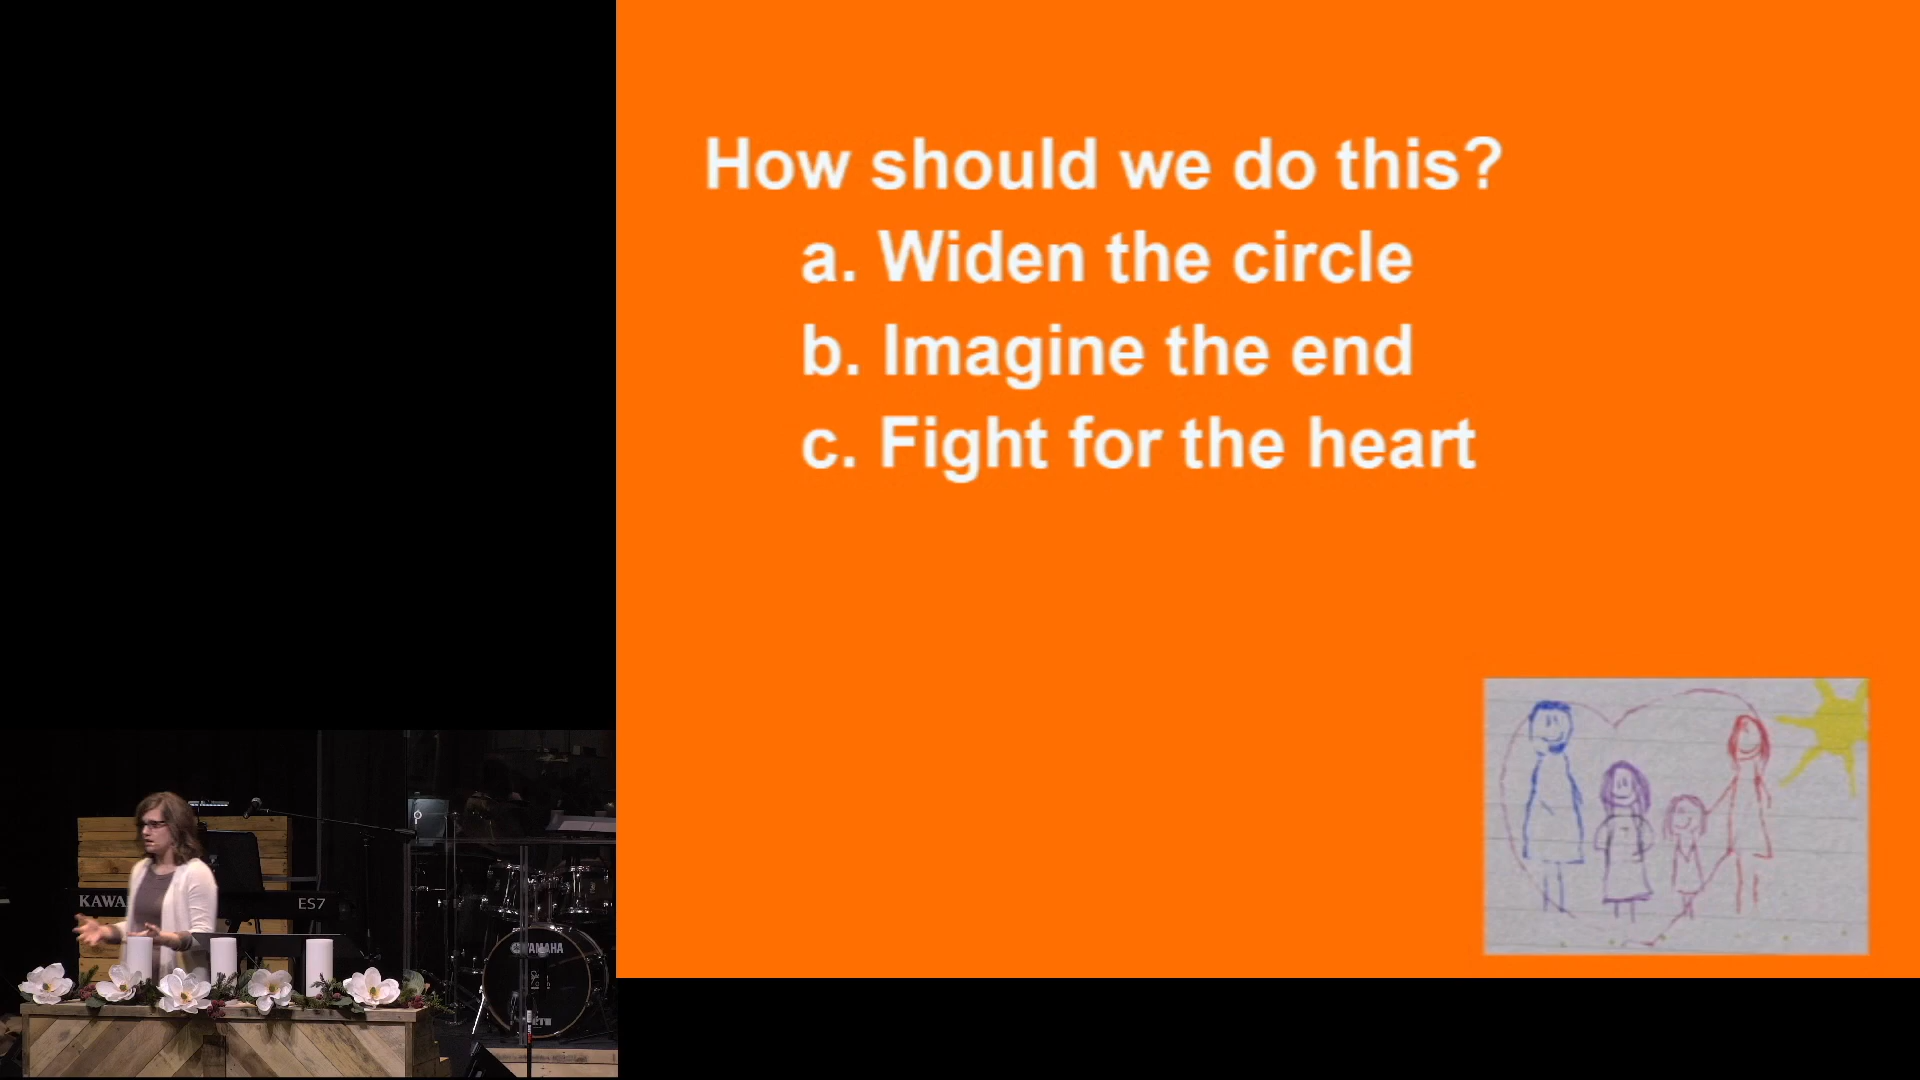 How should we do this?
a. Widen the circle
b. Imagine the end
c. Fight for the heart
KAWA
ES7
YAMAHA